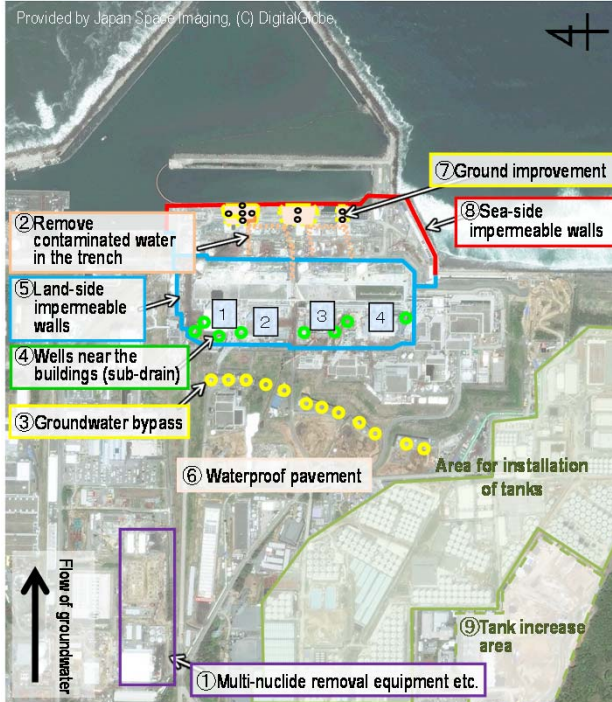 Provided by Japan Space Imaging, (C) DigitalGlobe.
⑦Ground improvement
②Remove
contaminated water
in the trench
⑧Sea-side
impermeable walls
⑤Land-side
impermeable
walls
1
2
3
4
④Wells near the
buildings (sub-drain)
③Groundwater bypass
⑥ Waterproof pavement
Area for installation
of tanks
Flow of groundwater
⑨Tank increase
area
①Multi-nuclide removal equipment etc.